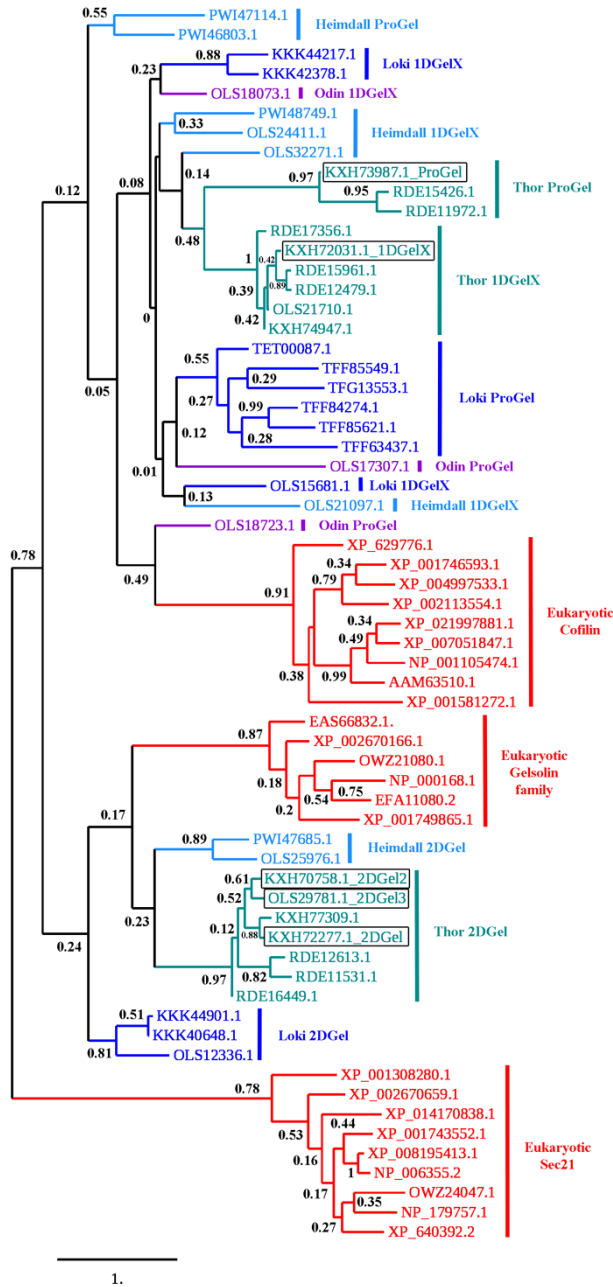 0.55
PWI47114.1
PWI46803.1
Heimdall ProGel
0.88
KKK44217.1
KKK42378.1
Loki 1DGelX
0.23
OLS18073.1
Odin 1DGelX
PWI48749.1
0.33
OLS24411.1
Heimdall 1DGelX
OLS32271.1
0.14
0.12
0.08
0.97
KXH73987.1_ProGel
0.95
RDE15426.1
RDE11972.1
Thor ProGel
0.48
RDE17356.1
KXH72031.1_1DGelX
0.42
1
RDE15961.1
0.89
RDE12479.1
0.39
OLS21710.1
0.42
KXH74947.1
Thor 1DGelX
0
TET00087.1
0.55
TFF85549.1
0.29
TFG13553.1
0.05
0.27
0.99
TFF84274.1
TFF85621.1
0.28
TFF63437.1
Loki ProGel
0.12
OLS17307.1
Odin ProGel
0.01
OLS15681.1
Loki 1DGelX
0.13
OLS21097.1
Heimdall 1DGelX
OLS18723.1
Odin ProGel
0.78
0.49
XP_629776.1
0.34
XP_001746593.1
0.79
XP_004997533.1
0.91
XP_002113554.1
0.34
XP_021997881.1
0.49
XP_007051847.1
NP_001105474.1
0.38
0.99
AAM63510.1
XP_001581272.1
Eukaryotic
Cofilin
EAS66832.1.
0.87
XP_002670166.1
OWZ21080.1
0.18
NP_000168.1
0.75
0.54
EFA11080.2
0.2
XP_001749865.1
Eukaryotic
Gelsolin
family
0.17
0.89
PWI47685.1
OLS25976.1
Heimdall 2DGel
0.23
0.61
KXH70758.1_2DGel2
0.52
OLS29781.1_2DGel3
KXH77309.1
0.12
0.88
KXH72277.1_2DGel
RDE12613.1
0.82
RDE11531.1
0.97
RDE16449.1
Thor 2DGel
0.24
0.51
KKK44901.1
KKK40648.1
0.81
OLS12336.1
Loki 2DGel
0.78
XP_001308280.1
XP_002670659.1
0.53
XP_014170838.1
0.44
XP_001743552.1
0.16
XP_008195413.1
1
NP_006355.2
0.17
OWZ24047.1
0.35
NP_179757.1
0.27
XP_640392.2
Eukaryotic
Sec21
1.